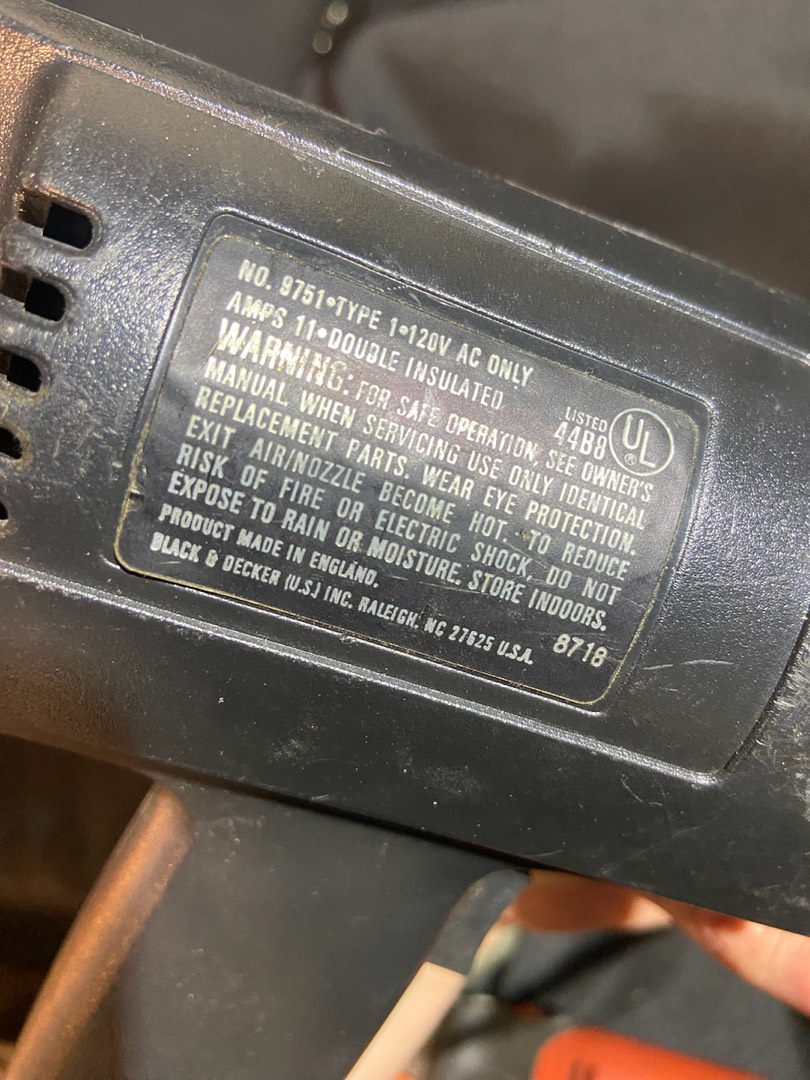 NO. 9751•TYPE 1•120V AC ONLY
AMPS 11•DOUBLE INSULATED
LISTED
44B8
UL
®
WARNING: FOR SAFE OPERATION, SEE OWNER'S
MANUAL WHEN SERVICING USE ONLY IDENTICAL
REPLACEMENT PARTS. WEAR EYE PROTECTION.
EXIT AIR/NOZZLE BECOME HOT. TO REDUCE
RISK OF FIRE OR ELECTRIC SHOCK, DO NOT
EXPOSE TO RAIN OR MOISTURE. STORE INDOORS.
PRODUCT MADE IN ENGLAND.
BLACK & DECKER (U.S.) INC. RALEIGH, NC 27625 U.S.A. 8718